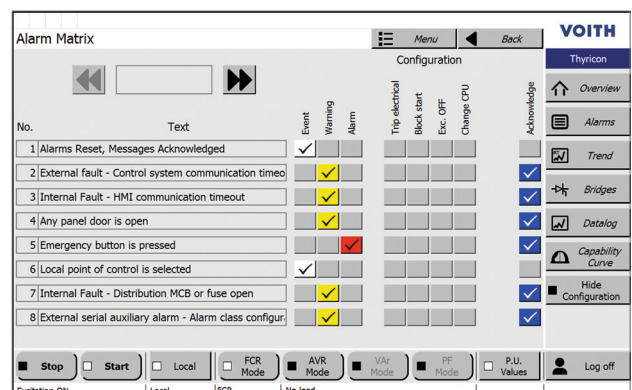 Alarm Matrix
Menu
Back
VOITH
Thyricon
Configuration
No.
Text
Event
Warning
Alarm
Trip electrical
Block start
Exc. OFF
Change CPU
Acknowledge
1 Alarms Reset, Messages Acknowledged
2 External fault - Control system communication timeo
3 Internal Fault - HMI communication timeout
4 Any panel door is open
5 Emergency button is pressed
6 Local point of control is selected
7 Internal Fault - Distribution MCB or fuse open
8 External serial auxiliary alarm - Alarm class configur
Overview
Alarms
Trend
Bridges
Datalog
Capability
Curve
Hide
Configuration
Stop
Start
Local
FCR
Mode
AVR
Mode
VAr
Mode
PF
Mode
P.U.
Values
Log off
Excitation ON
Local
FCR
No load